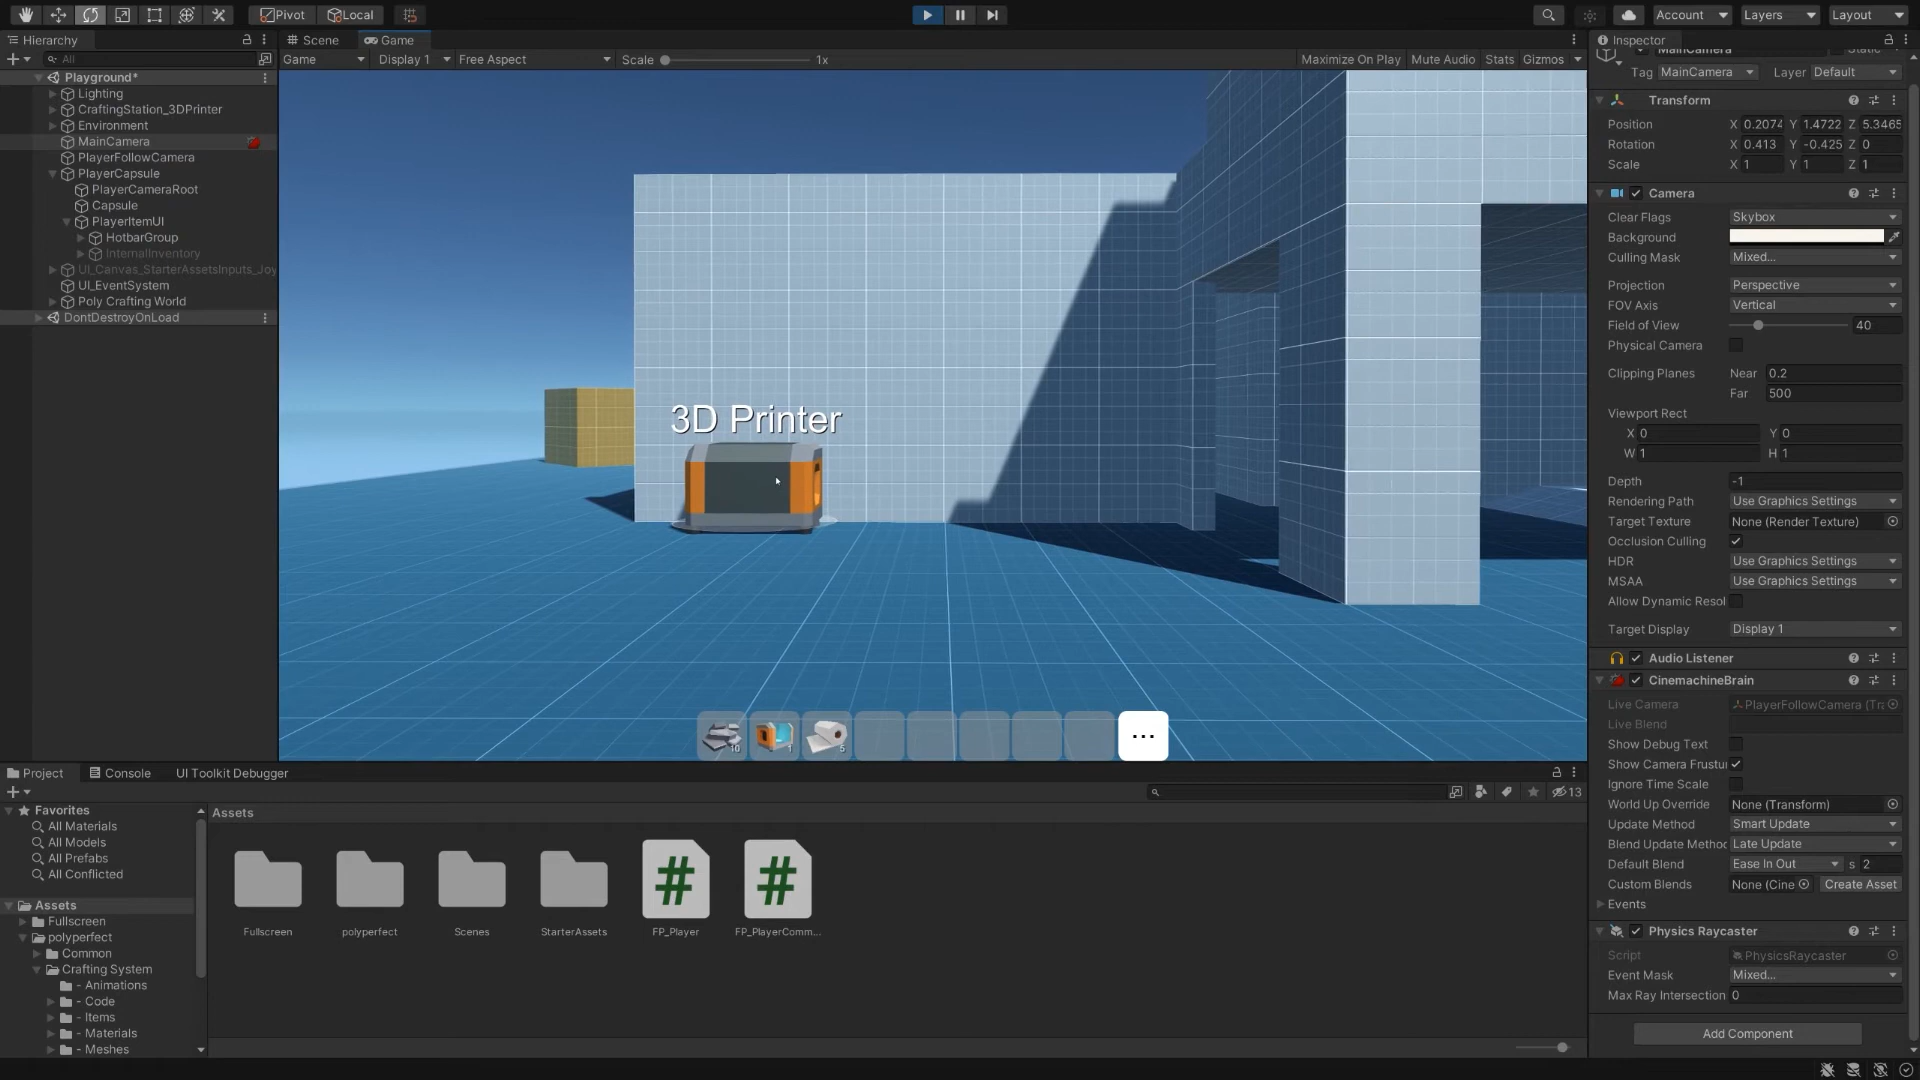 Pivot
Local
Account
Layers
Layout
Hierarchy
All
Playground*
Lighting
CraftingStation_3DPrinter
Environment
MainCamera
PlayerFollowCamera
PlayerCapsule
PlayerCameraRoot
Capsule
PlayerItemUI
HotbarGroup
InternalInventory
UI_Canvas_StarterAssetsInputs_Joy
UI_EventSystem
Poly Crafting World
DontDestroyOnLoad
Scene
Game
Game
Display 1
Free Aspect
Scale
1x
Maximize On Play
Mute Audio
Stats
Gizmos
3D Printer
10
1
5
...
Inspector
MainCamera
Static
Tag MainCamera Layer Default
Transform
Position X 0.2074 Y 1.4722 Z 5.3465
Rotation X 0.413 Y -0.425 Z 0
Scale X 1 Y 1 Z 1
Camera
Clear Flags Skybox
Background
Culling Mask Mixed...
Projection Perspective
FOV Axis Vertical
Field of View 40
Physical Camera
Clipping Planes Near 0.2
Far 500
Viewport Rect
X 0 Y 0
W 1 H 1
Depth -1
Rendering Path Use Graphics Settings
Target Texture None (Render Texture)
Occlusion Culling
HDR Use Graphics Settings
MSAA Use Graphics Settings
Allow Dynamic Resol
Target Display Display 1
Audio Listener
CinemachineBrain
Live Camera PlayerFollowCamera (Tra
Live Blend
Show Debug Text
Show Camera Frustu
Ignore Time Scale
World Up Override None (Transform)
Update Method Smart Update
Blend Update Method Late Update
Default Blend Ease In Out s 2
Custom Blends None (Cine Create Asset
Events
Physics Raycaster
Script PhysicsRaycaster
Event Mask Mixed...
Max Ray Intersection 0
Add Component
Project
Console
UI Toolkit Debugger
13
Favorites
All Materials
All Models
All Prefabs
All Conflicted
Assets
Fullscreen
polyperfect
Common
Crafting System
- Animations
- Code
- Items
- Materials
- Meshes
Assets
Fullscreen
polyperfect
Scenes
StarterAssets
FP_Player
FP_PlayerComm...